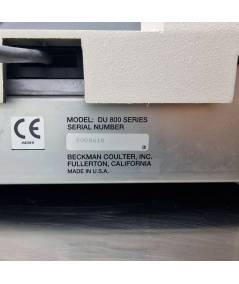 CE
MODEL: DU 800 SERIES
SERIAL NUMBER
BECKMAN COULTER, INC.
FULLERTON, CALIFORNIA
MADE IN U.S.A.